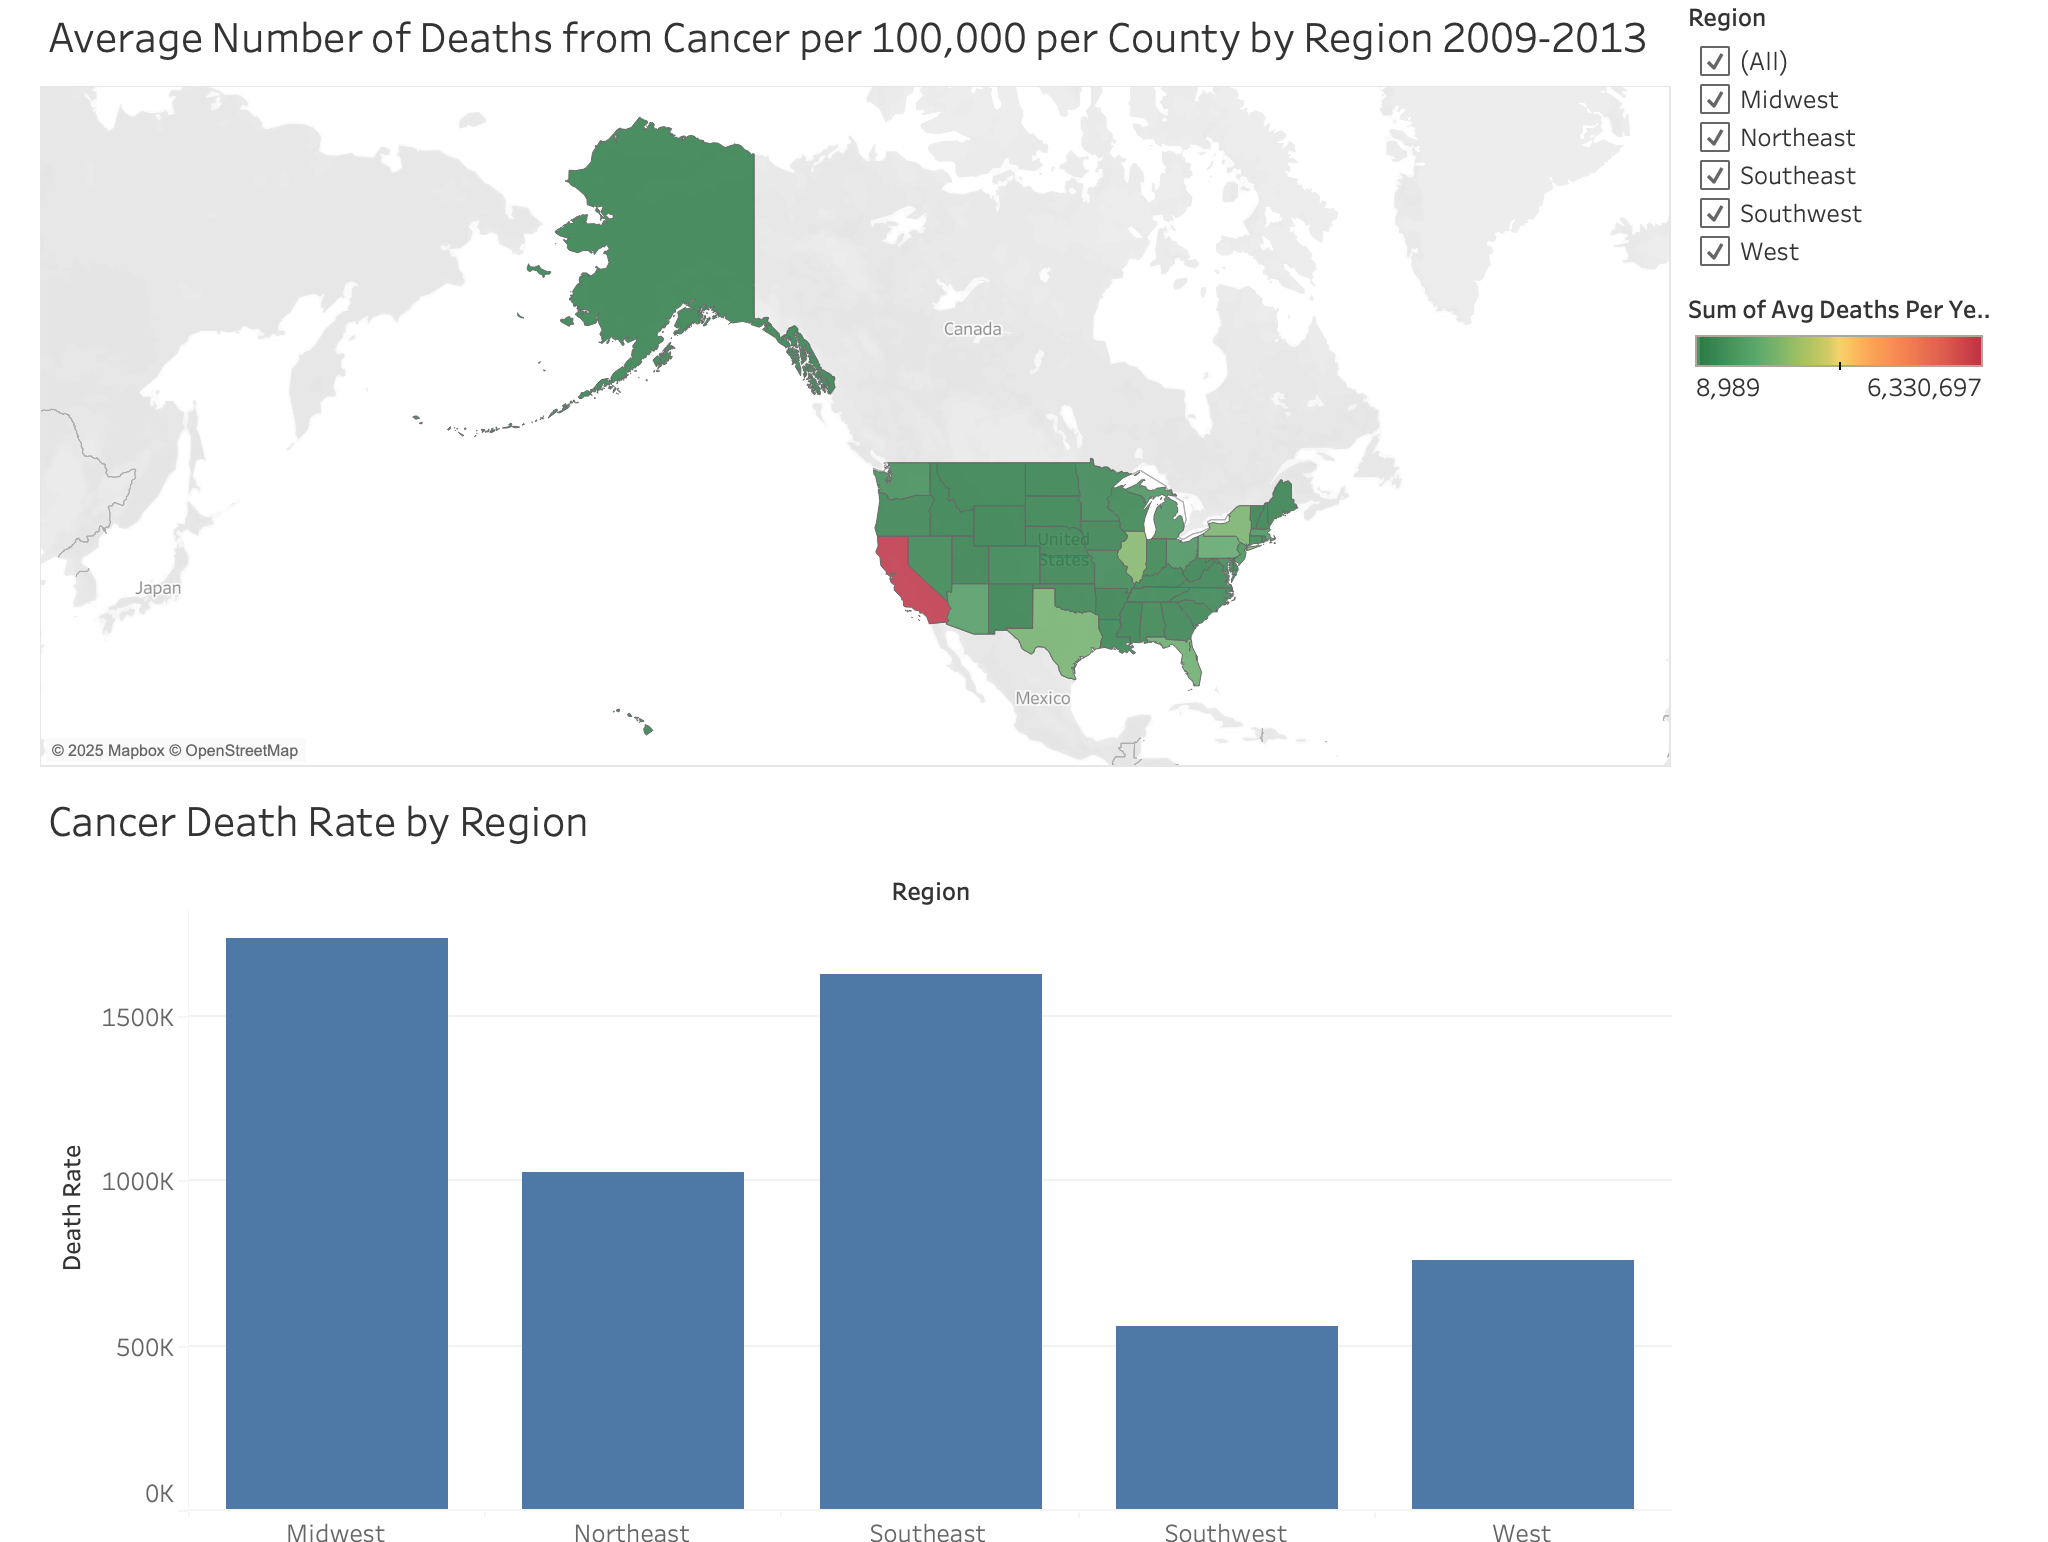 Average Number of Deaths from Cancer per 100,000 per County by Region 2009-2013
Region
(All)
Midwest
Northeast
Southeast
Southwest
West
Sum of Avg Deaths Per Ye..
8,989 6,330,697
Canada
United
States
Japan
Mexico
© 2025 Mapbox © OpenStreetMap
Cancer Death Rate by Region
Region
Death Rate
1500K
1000K
500K
0K
Midwest Northeast Southeast Southwest West